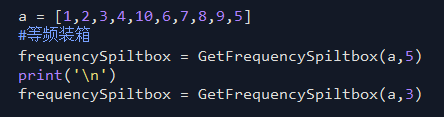 a = [1,2,3,4,10,6,7,8,9,5]
#等频装箱
frequencySpiltbox = GetFrequencySpiltbox(a,5)
print('\n')
frequencySpiltbox = GetFrequencySpiltbox(a,3)